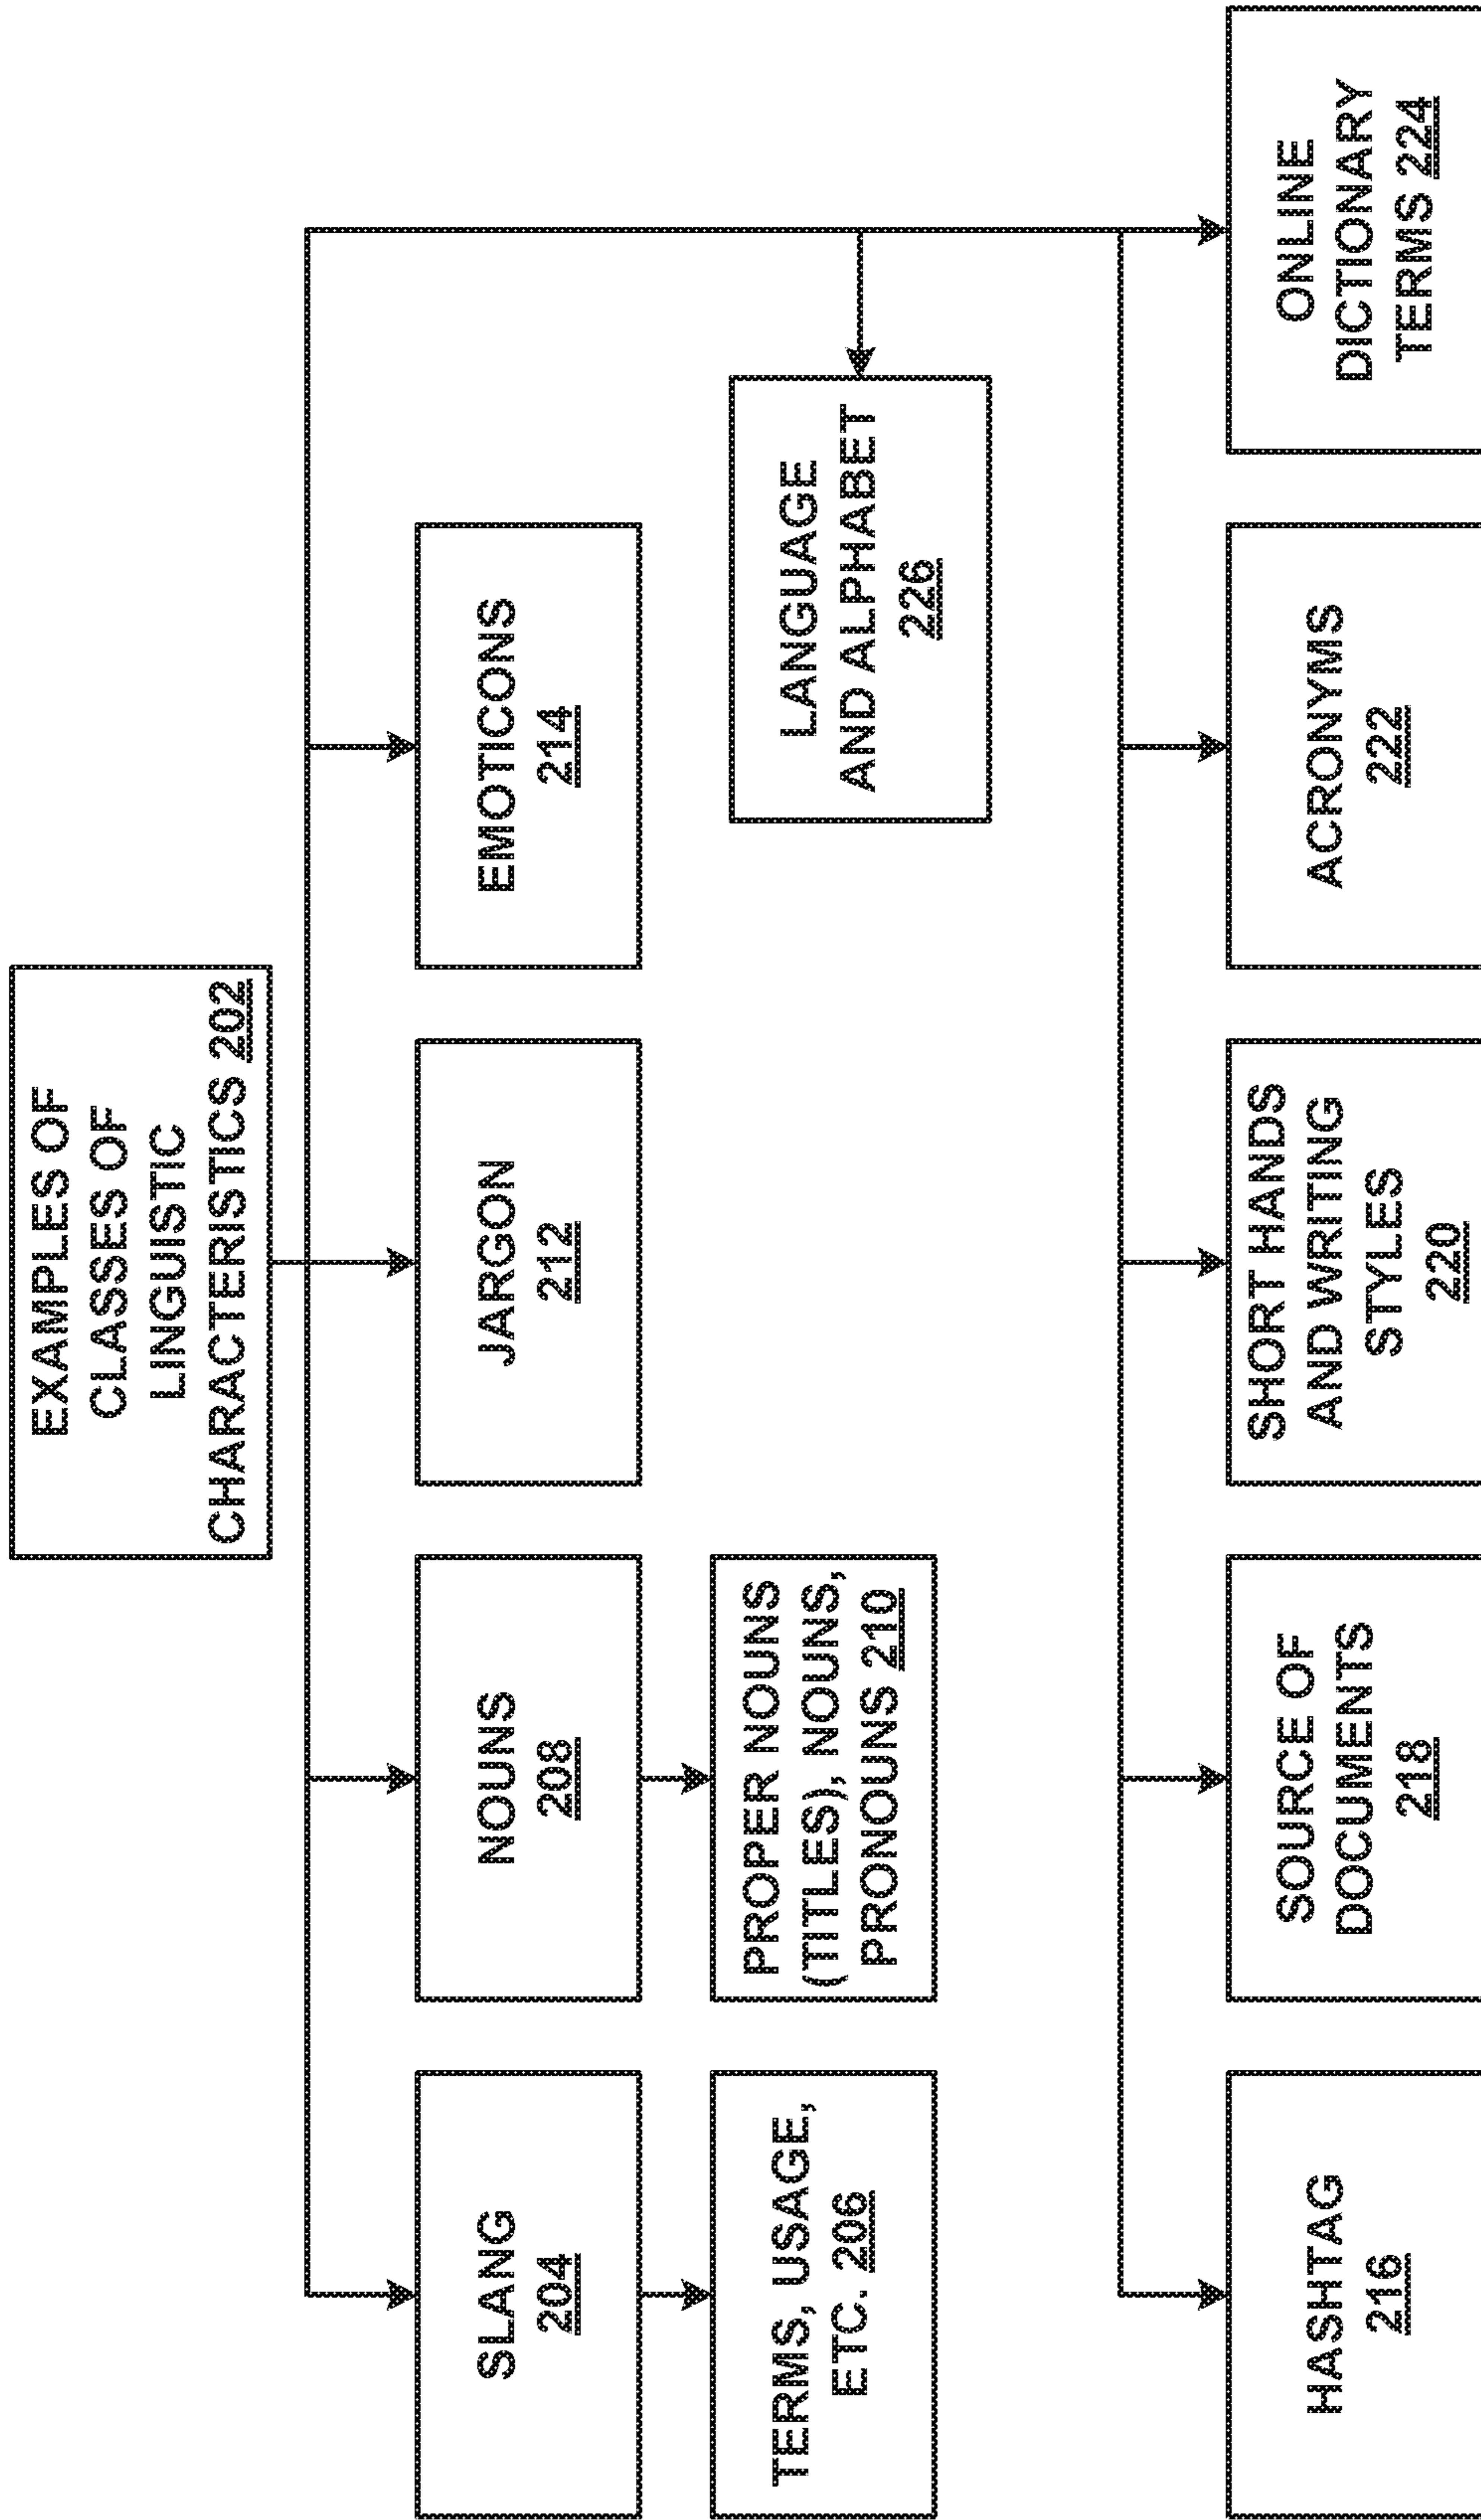 EXAMPLES OF
CLASSES OF
LINGUISTIC
CHARACTERISTICS 202
SLANG
204
NOUNS
208
JARGON
212
EMOTICONS
214
TERMS, USAGE,
ETC. 206
PROPER NOUNS
(TITLES), NOUNS,
PRONOUNS 210
LANGUAGE
AND ALPHABET
226
HASHTAG
216
SOURCE OF
DOCUMENTS
218
SHORT HANDS
AND WRITING
STYLES
220
ACRONYMS
222
ONLINE
DICTIONARY
TERMS 224